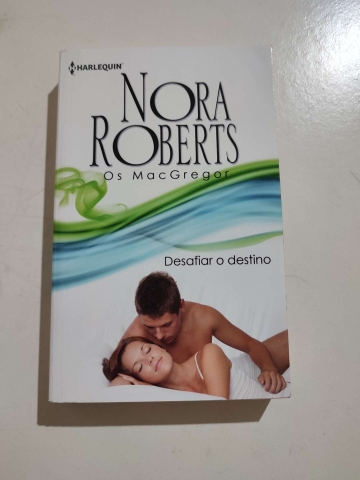 HARLEQUIN
NORA
ROBERTS
Os MacGregor
Desafiar o destino